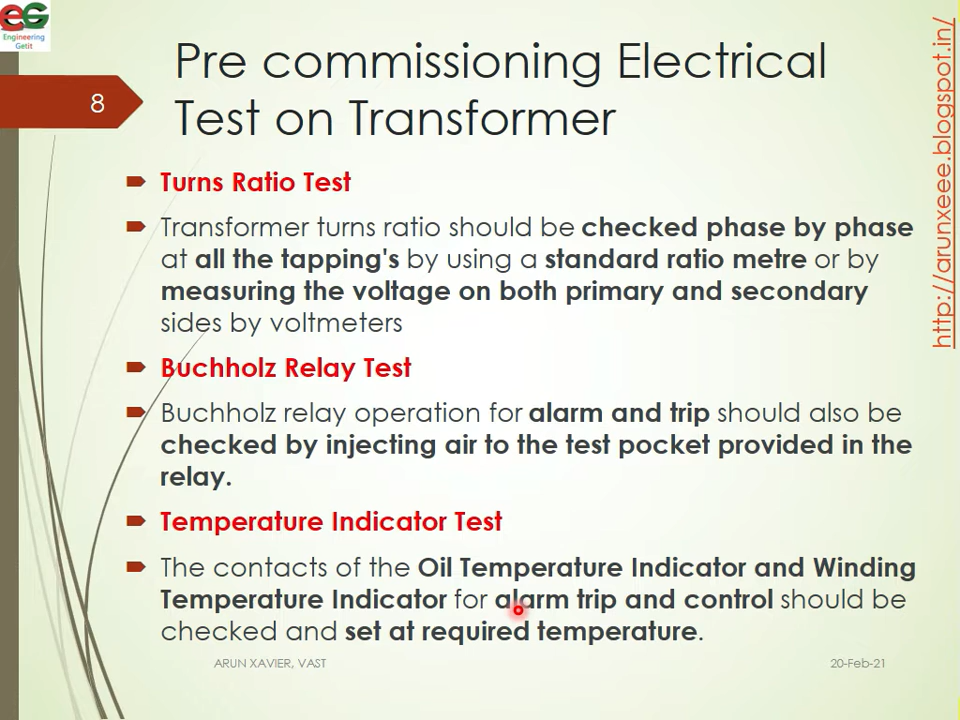 EG
Engineering
Getit
Pre commissioning Electrical
Test on Transformer
8
http://arunxeee.blogspot.in/
Turns Ratio Test
Transformer turns ratio should be checked phase by phase
at all the tapping's by using a standard ratio metre or by
measuring the voltage on both primary and secondary
sides by voltmeters
Buchholz Relay Test
Buchholz relay operation for alarm and trip should also be
checked by injecting air to the test pocket provided in the
relay.
Temperature Indicator Test
The contacts of the Oil Temperature Indicator and Winding
Temperature Indicator for alarm trip and control should be
checked and set at required temperature.
ARUN XAVIER, VAST
20-Feb-21